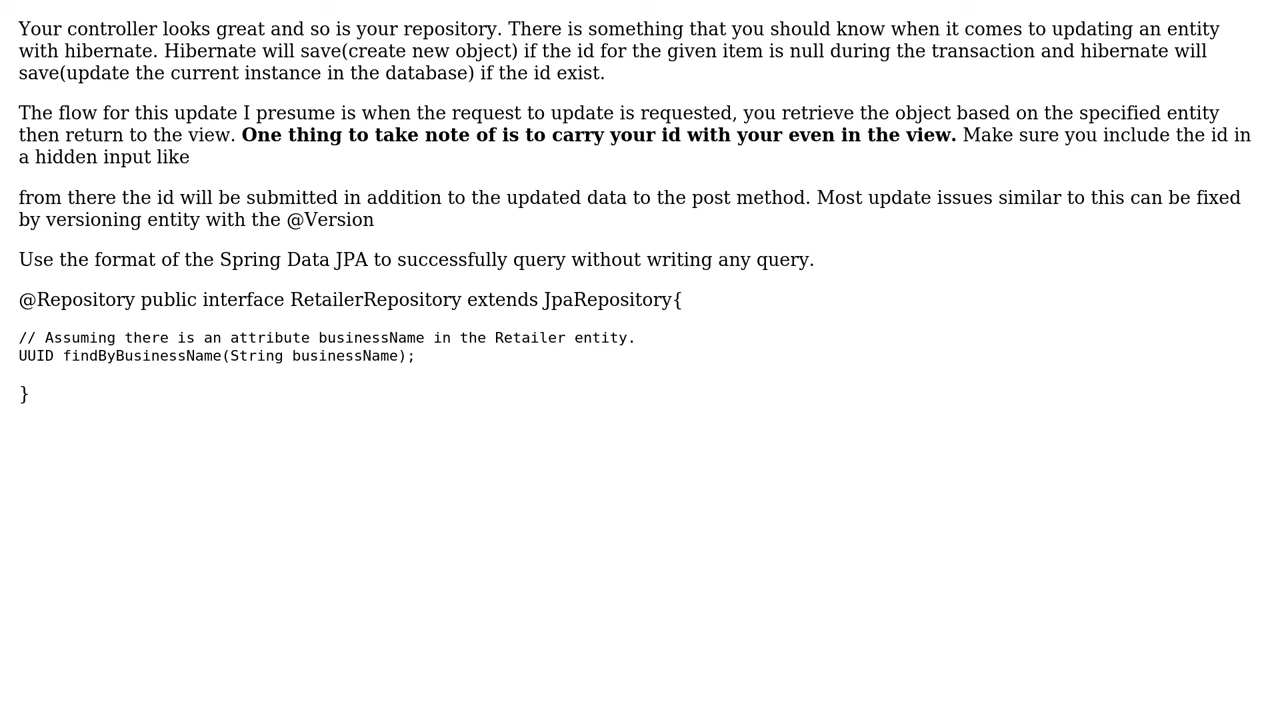 Your controller looks great and so is your repository. There is something that you should know when it comes to updating an entity
with hibernate. Hibernate will save(create new object) if the id for the given item is null during the transaction and hibernate will
save(update the current instance in the database) if the id exist.
The flow for this update I presume is when the request to update is requested, you retrieve the object based on the specified entity
then return to the view. One thing to take note of is to carry your id with your even in the view. Make sure you include the id in
a hidden input like
from there the id will be submitted in addition to the updated data to the post method. Most update issues similar to this can be fixed
by versioning entity with the @Version
Use the format of the Spring Data JPA to successfully query without writing any query.
@Repository public interface RetailerRepository extends JpaRepository{
// Assuming there is an attribute businessName in the Retailer entity.
UUID findByBusinessName(String businessName);
}